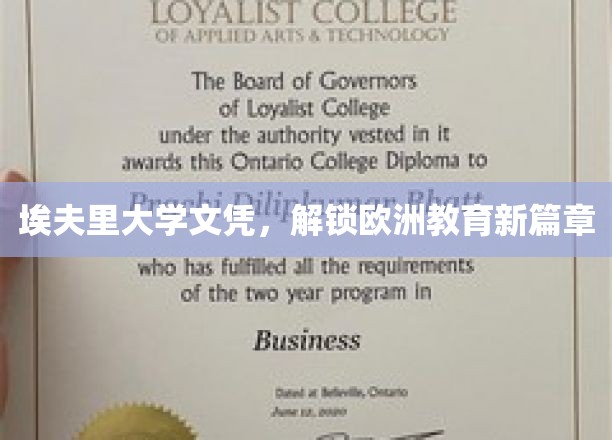 LOYALIST COLLEGE
OF APPLIED ARTS & TECHNOLOGY
The Board of Governors
of Loyalist College
under the authority vested in it
awards this Ontario College Diploma to
Prachi Dilipkumar Bhatt
埃夫里大学文凭，解锁欧洲教育新篇章
who has fulfilled all the requirements
of the two year program in
Business
Dated at Belleville, Ontario
June 12, 2020